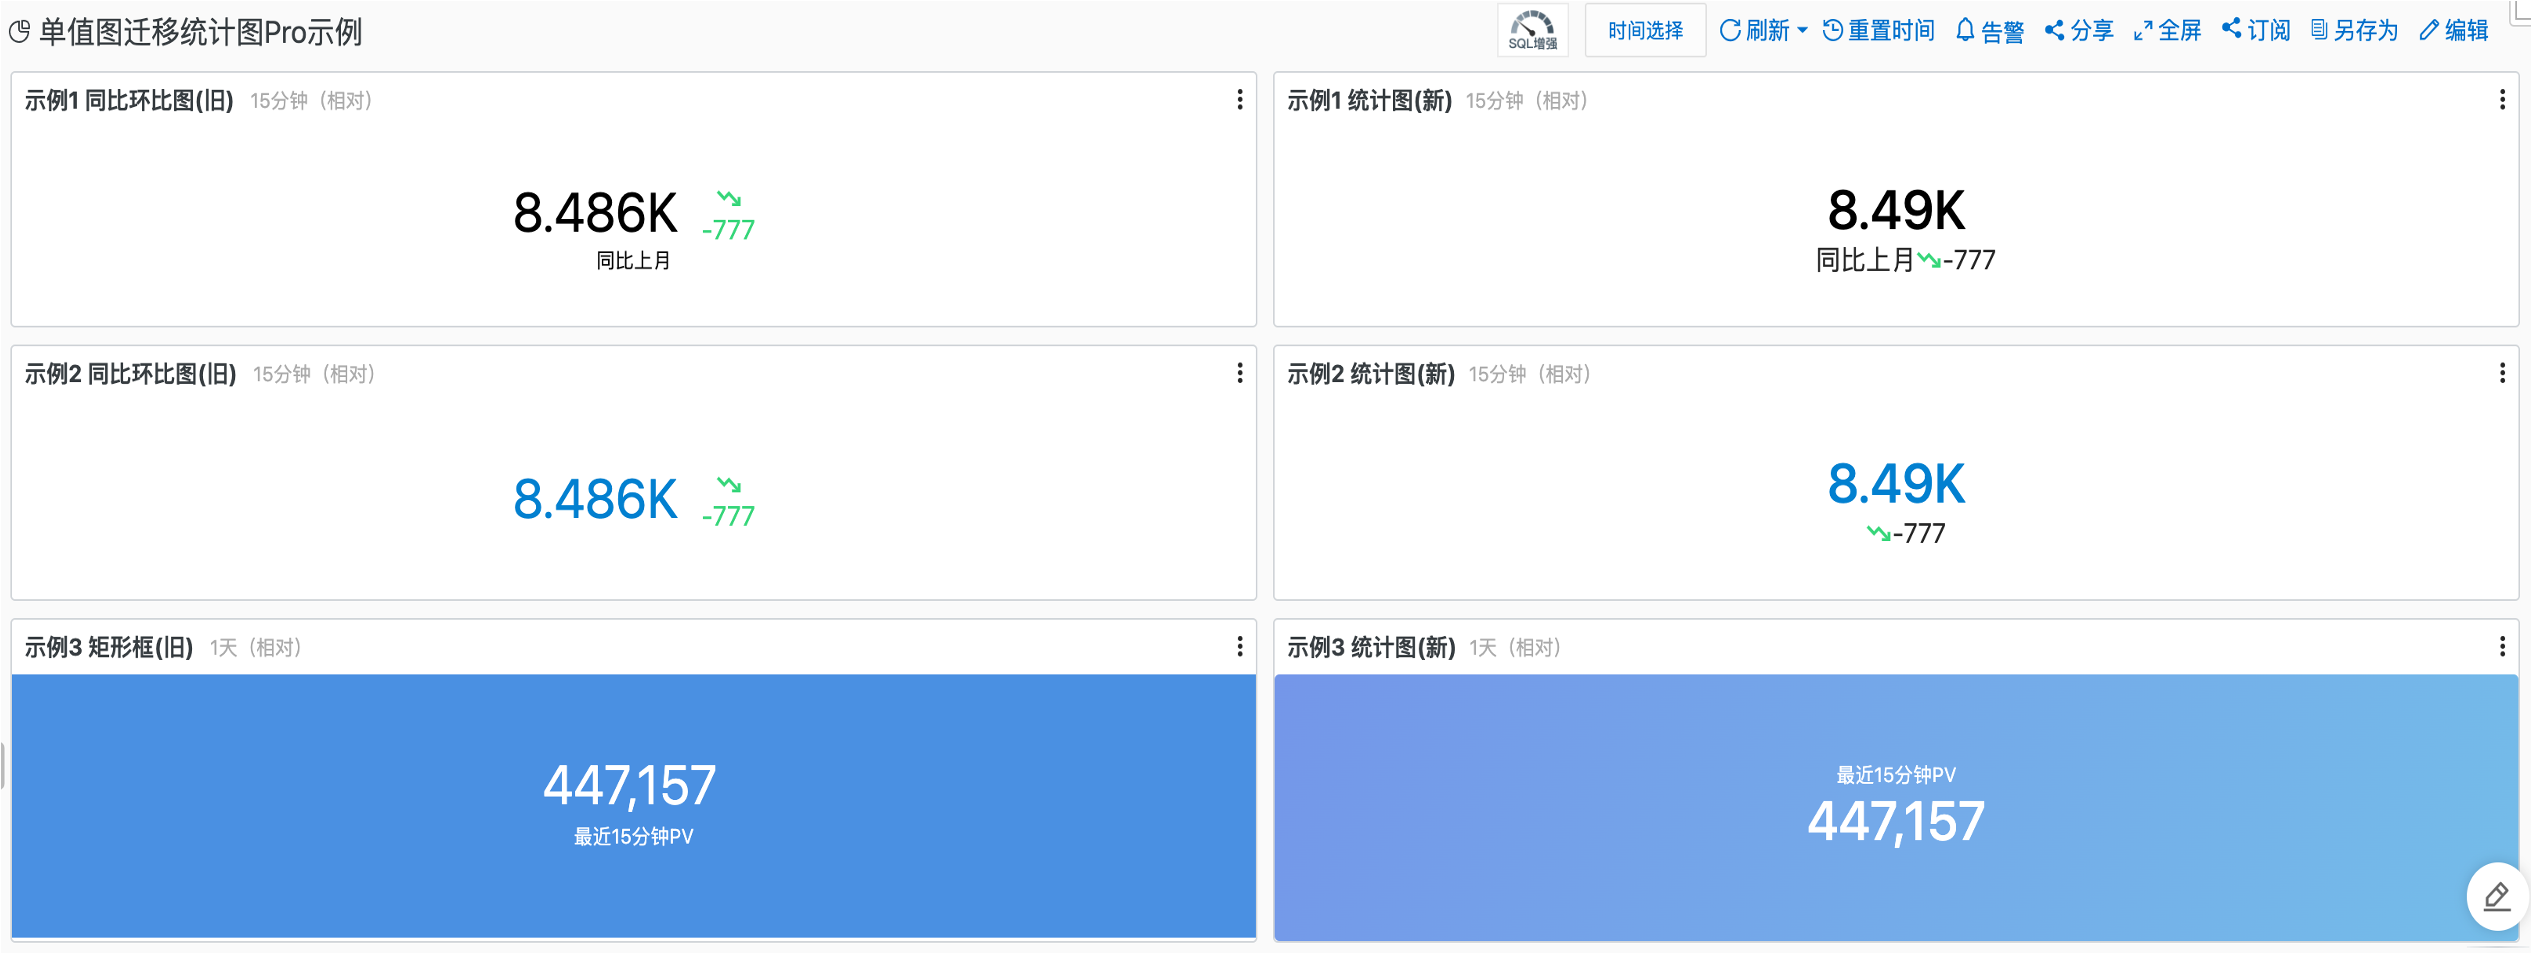 单值图迁移统计图Pro示例
SQL增强
时间选择
刷新
重置时间
告警
分享
全屏
订阅
另存为
编辑
示例1 同比环比图(旧) 15分钟（相对）
8.486K
-777
同比上月
示例1 统计图(新) 15分钟（相对）
8.49K
同比上月-777
示例2 同比环比图(旧) 15分钟（相对）
8.486K
-777
示例2 统计图(新) 15分钟（相对）
8.49K
-777
示例3 矩形框(旧) 1天（相对）
447,157
最近15分钟PV
示例3 统计图(新) 1天（相对）
最近15分钟PV
447,157